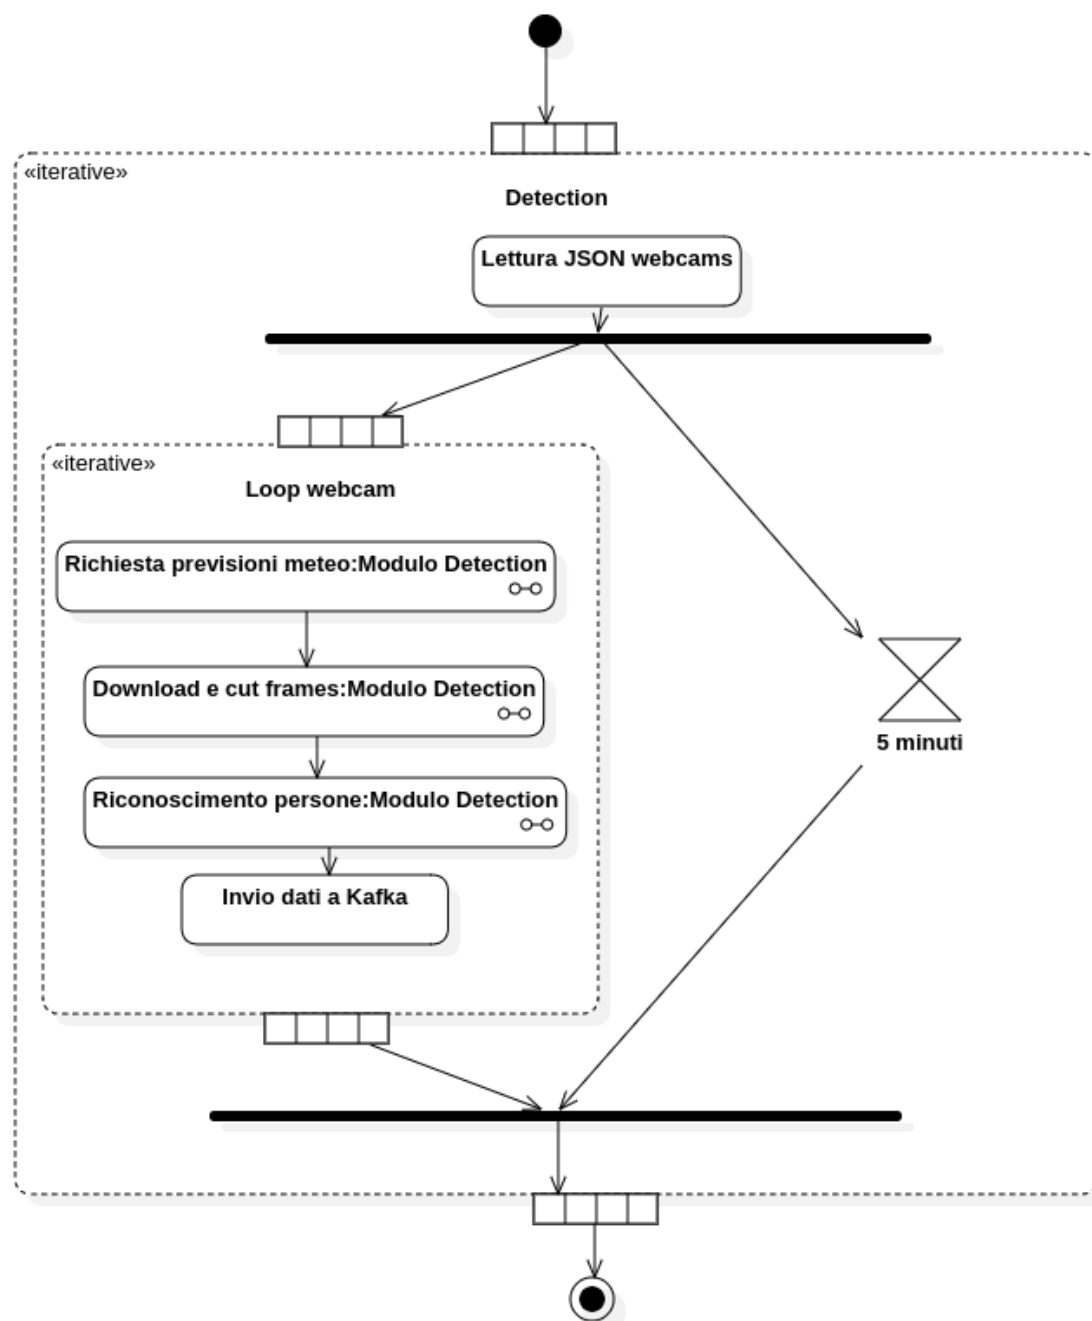 «iterative»
Detection
Lettura JSON webcams
«iterative»
Loop webcam
Richiesta previsioni meteo:Modulo Detection
Download e cut frames:Modulo Detection
5 minuti
Riconoscimento persone:Modulo Detection
Invio dati a Kafka